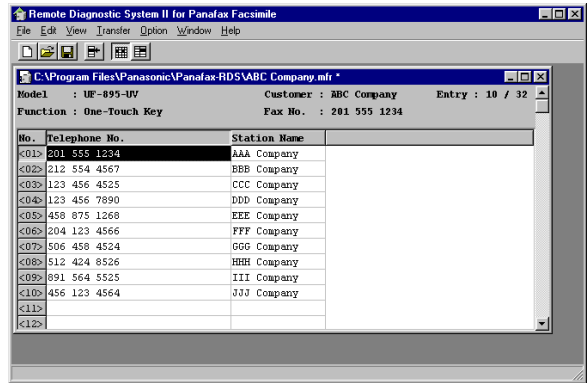 Remote Diagnostic System II for Panafax Facsimile
File Edit View Transfer Option Window Help
C:\Program Files\Panasonic\Panafax-RDS\ABC Company.mfr *
Model : UF-895-UV Customer : ABC Company Entry : 10 / 32
Function : One-Touch Key Fax No. : 201 555 1234
No. Telephone No. Station Name
<01> 201 555 1234 AAA Company
<02> 212 554 4567 BBB Company
<03> 123 456 4525 CCC Company
<04> 123 456 7890 DDD Company
<05> 458 875 1268 EEE Company
<06> 204 123 4566 FFF Company
<07> 506 458 4524 GGG Company
<08> 512 424 8526 HHH Company
<09> 891 564 5525 III Company
<10> 456 123 4564 JJJ Company
<11>
<12>